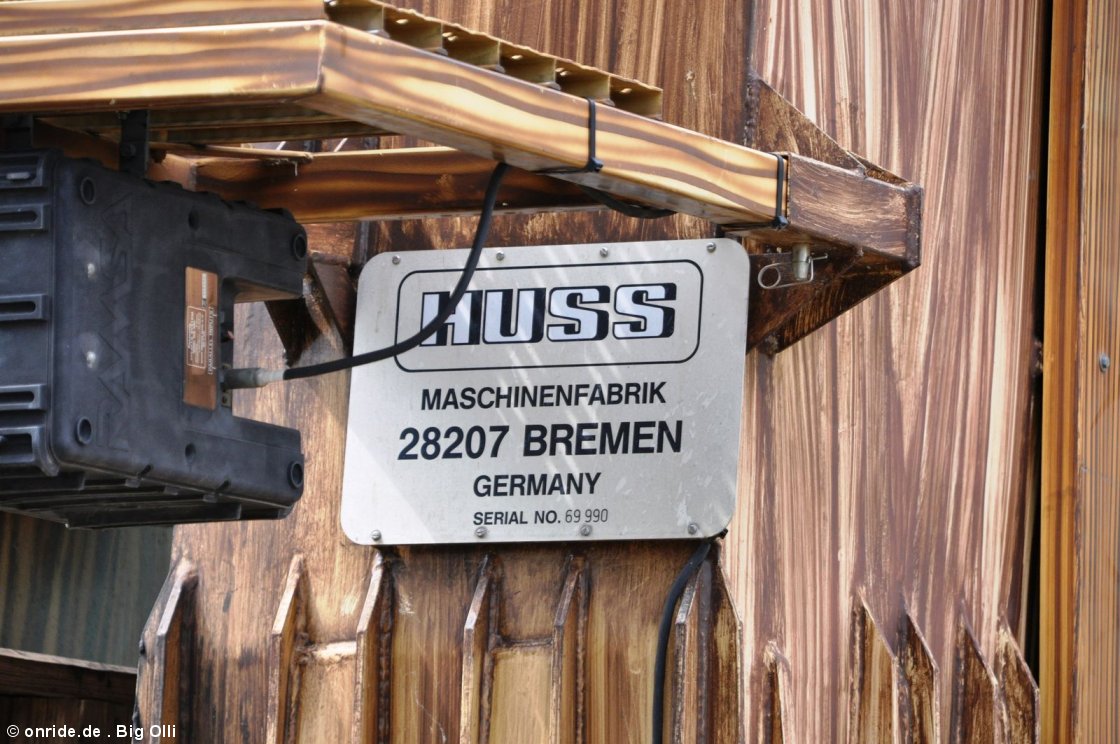 HUSS
MASCHINENFABRIK
28207 BREMEN
GERMANY
SERIAL NO. 69 990
© onride.de . Big Olli